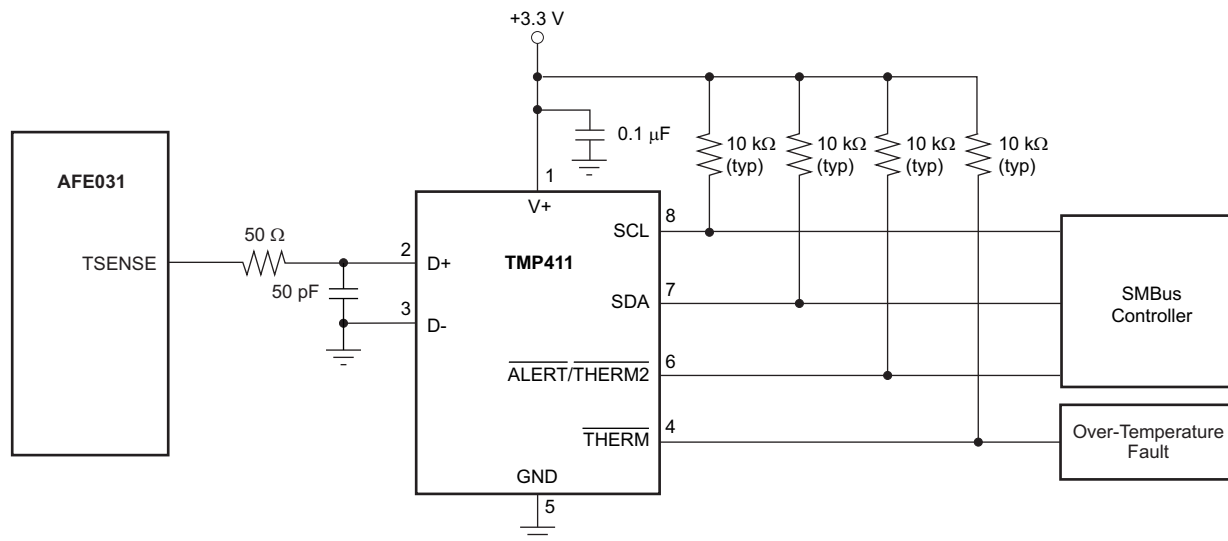 +3.3 V
0.1 μF
10 kΩ
(typ)
10 kΩ
(typ)
10 kΩ
(typ)
10 kΩ
(typ)
AFE031
TSENSE
50 Ω
50 pF
1
V+
2
D+
3
D-
TMP411
SCL
8
SDA
7
ALERT/THERM2
6
THERM
4
GND
5
SMBus
Controller
Over-Temperature
Fault